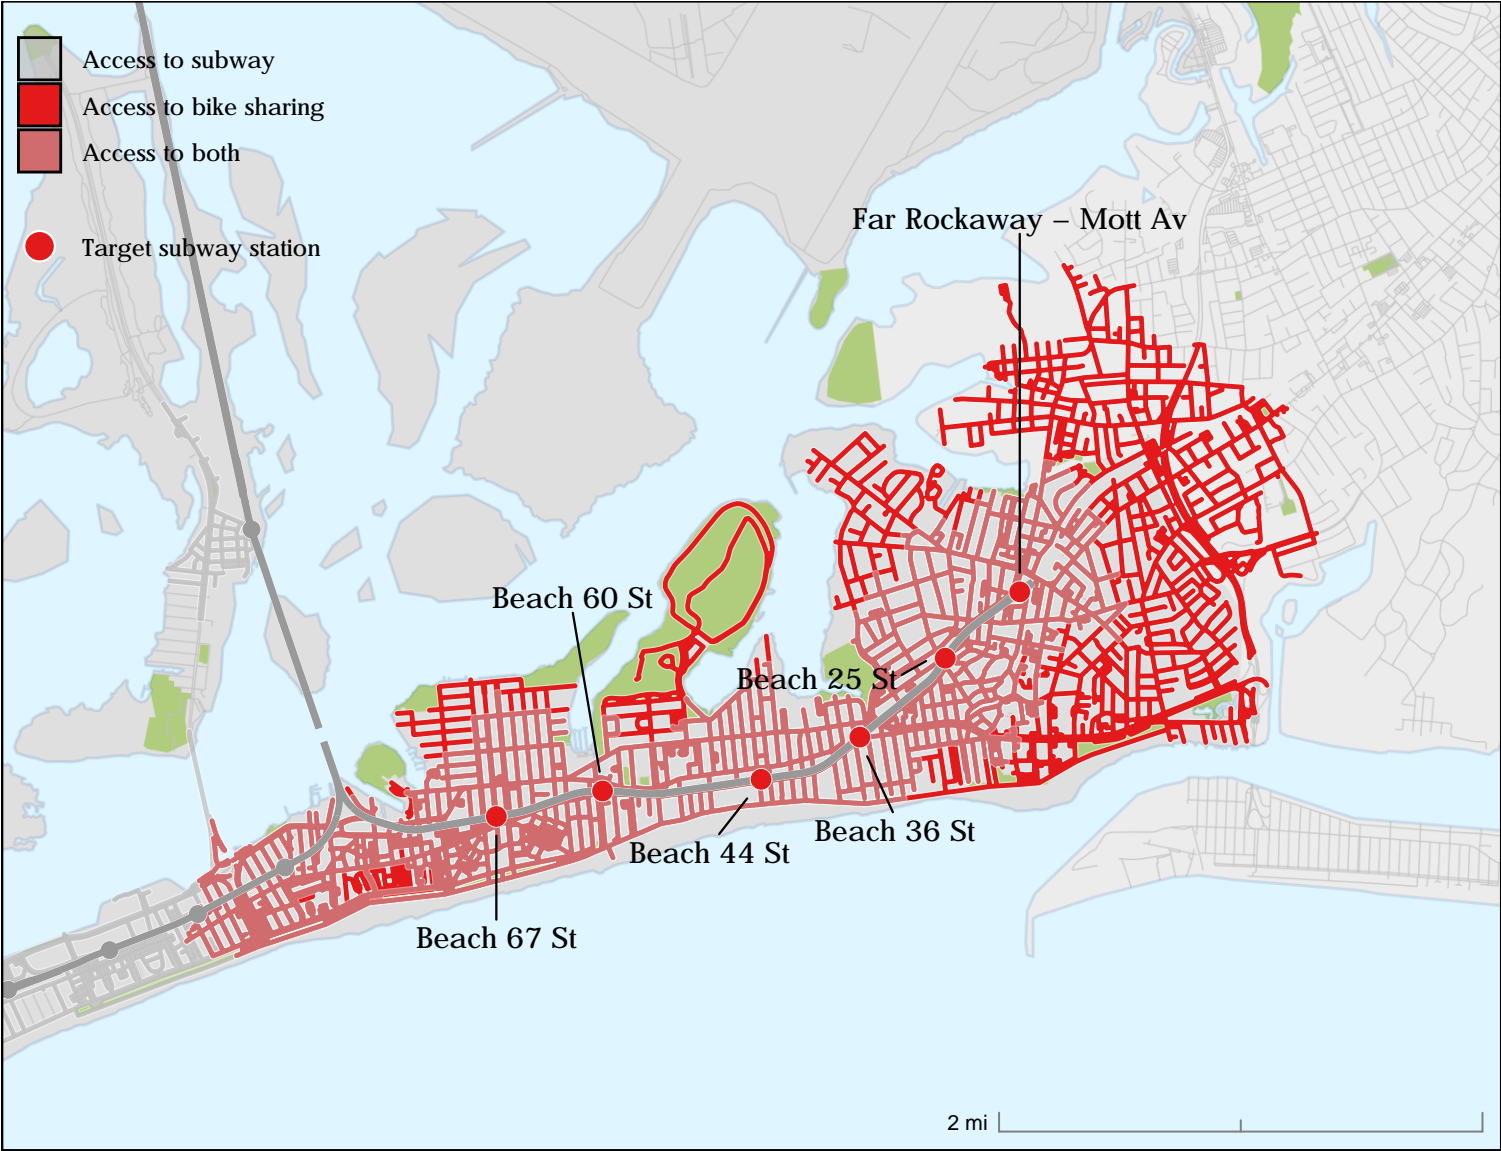 Access to subway
Access to bike sharing
Access to both
Target subway station
Far Rockaway – Mott Av
Beach 60 St
Beach 25 St
Beach 36 St
Beach 44 St
Beach 67 St
2 mi